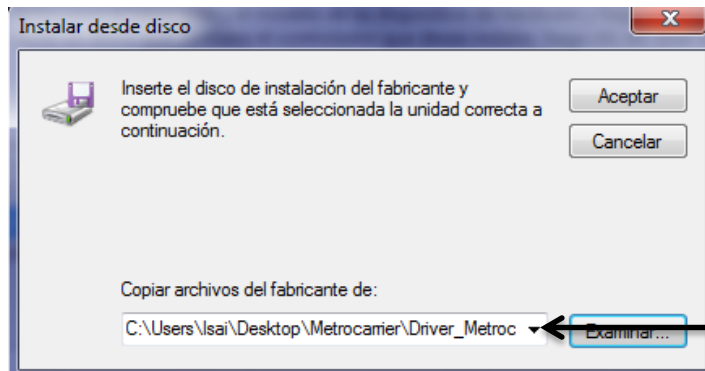 Instalar desde disco
Inserte el disco de instalación del fabricante y
compruebe que está seleccionada la unidad correcta a
continuación.
Aceptar
Cancelar
Copiar archivos del fabricante de:
C:\Users\Isai\Desktop\Metrocarrier\Driver_Metroc
Examinar...